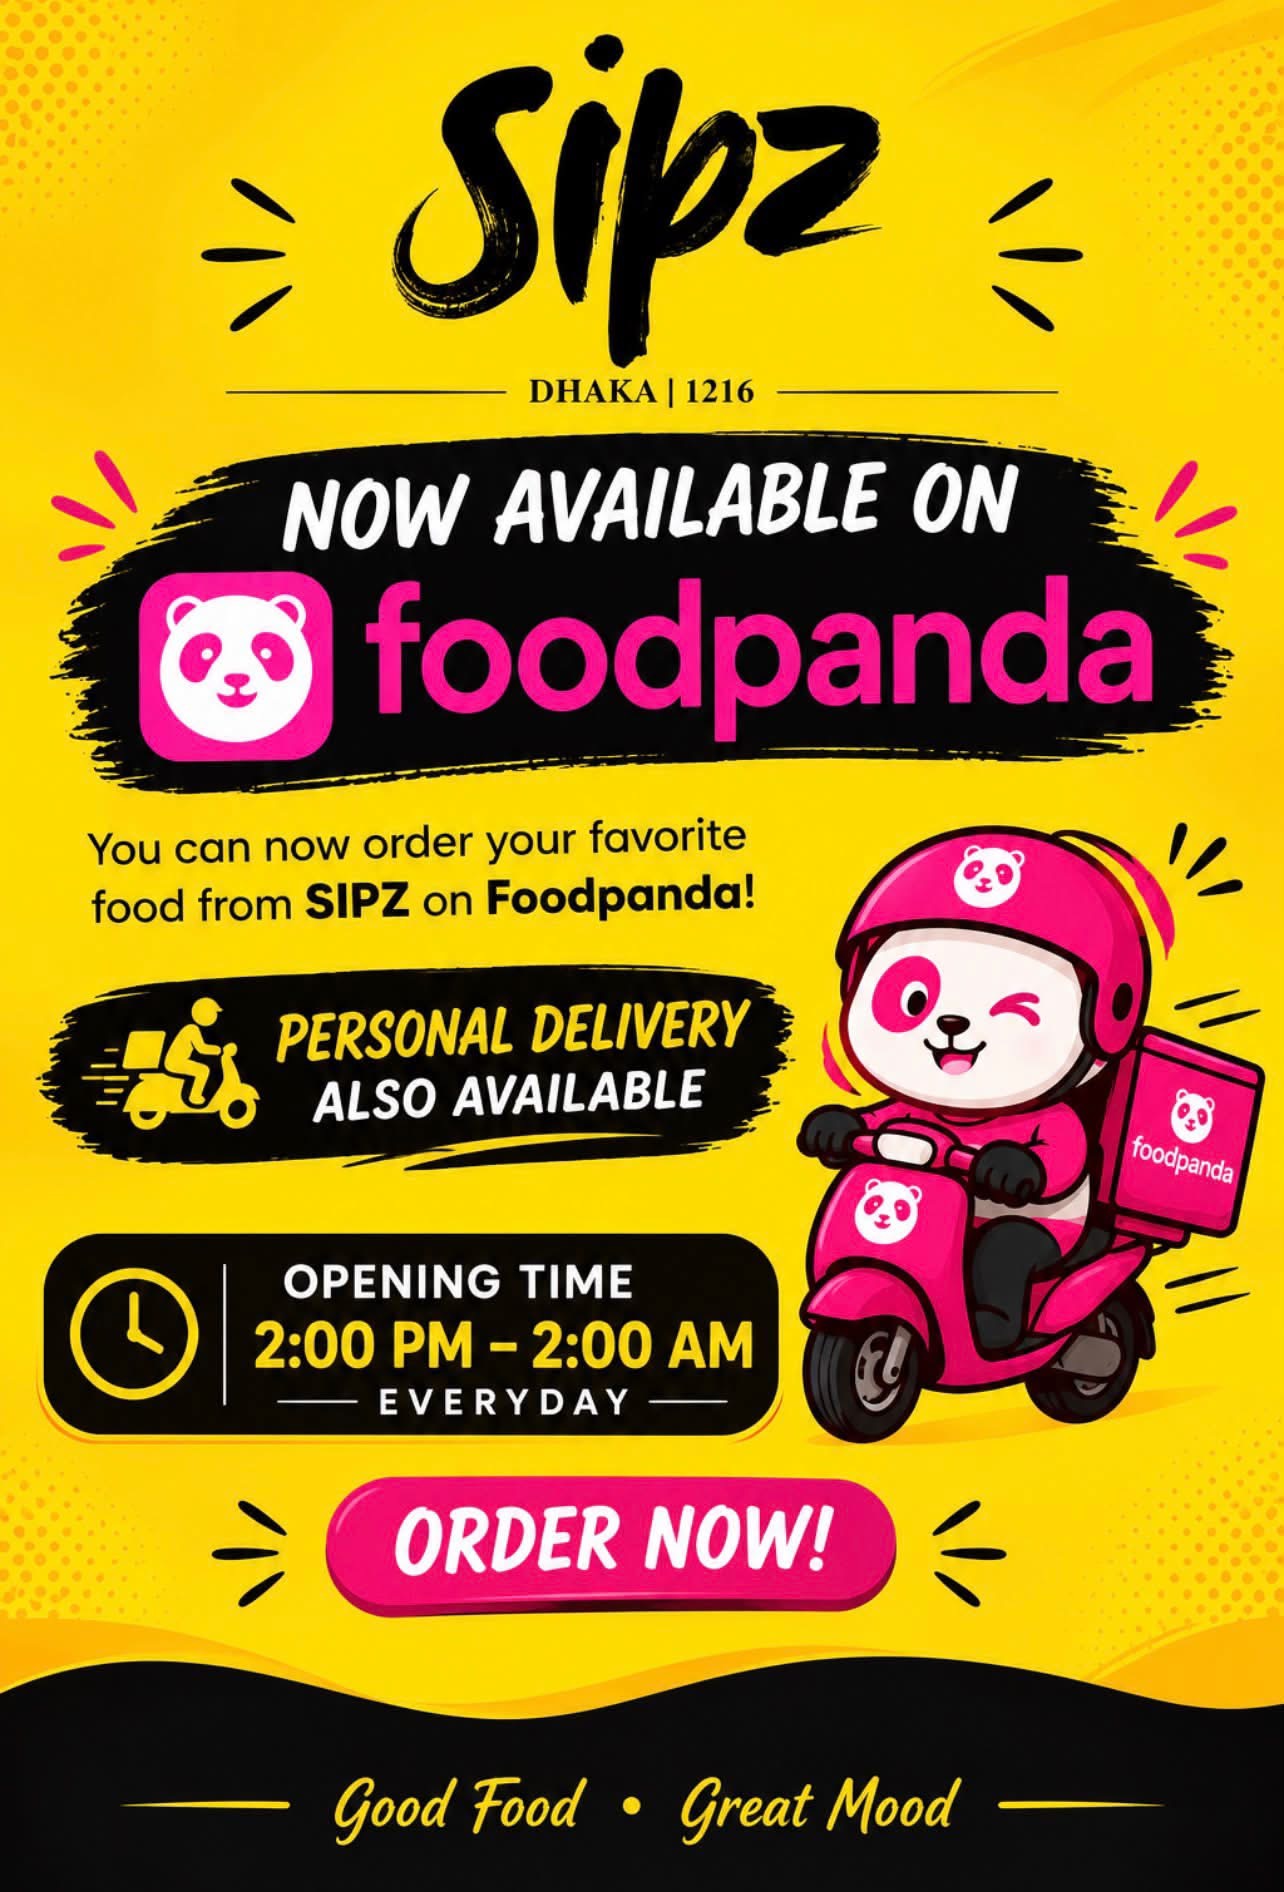 Sipz
DHAKA | 1216
NOW AVAILABLE ON
foodpanda
You can now order your favorite
food from SIPZ on Foodpanda!
PERSONAL DELIVERY
ALSO AVAILABLE
foodpanda
OPENING TIME
2:00 PM – 2:00 AM
EVERYDAY
ORDER NOW!
Good Food • Great Mood